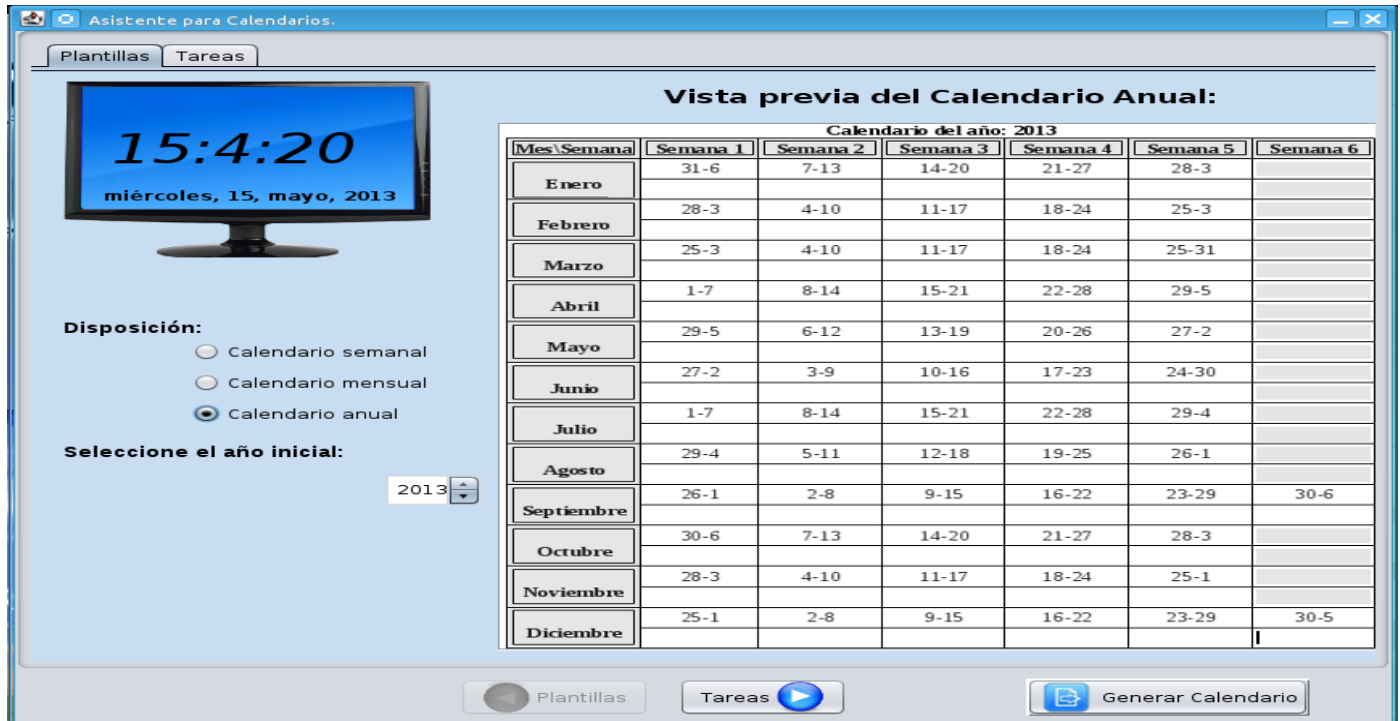 Asistente para Calendarios.
Plantillas Tareas
15:4:20
miércoles, 15, mayo, 2013
Disposición:
Calendario semanal
Calendario mensual
Calendario anual
Seleccione el año inicial:
2013
Vista previa del Calendario Anual:
Calendario del año: 2013
Mes\Semana Semana 1 Semana 2 Semana 3 Semana 4 Semana 5 Semana 6
Enero 31-6 7-13 14-20 21-27 28-3
Febrero 28-3 4-10 11-17 18-24 25-3
Marzo 25-3 4-10 11-17 18-24 25-31
Abril 1-7 8-14 15-21 22-28 29-5
Mayo 29-5 6-12 13-19 20-26 27-2
Junio 27-2 3-9 10-16 17-23 24-30
Julio 1-7 8-14 15-21 22-28 29-4
Agosto 29-4 5-11 12-18 19-25 26-1
Septiembre 26-1 2-8 9-15 16-22 23-29 30-6
Octubre 30-6 7-13 14-20 21-27 28-3
Noviembre 28-3 4-10 11-17 18-24 25-1
Diciembre 25-1 2-8 9-15 16-22 23-29 30-5
Plantillas Tareas Generar Calendario